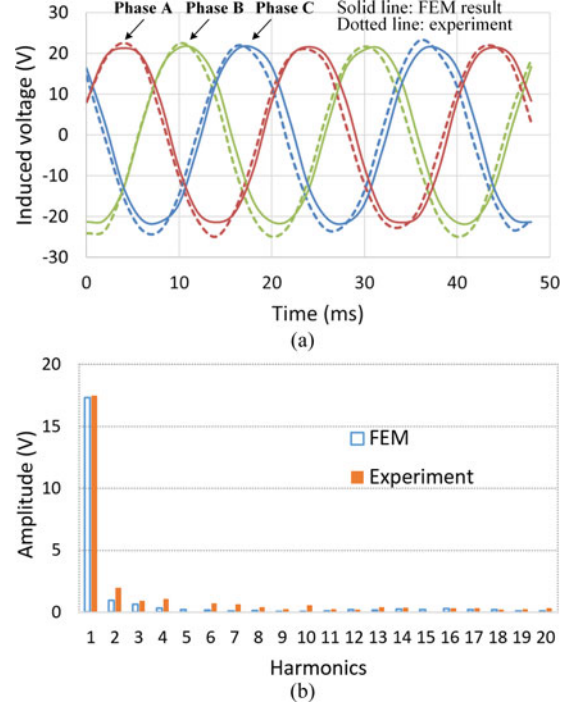 Phase A Phase B Phase C Solid line: FEM result
Dotted line: experiment
30
20
10
0
-10
-20
-30
Induced voltage (V)
0 10 20 30 40 50
Time (ms)
(a)
20
15
10
5
0
Amplitude (V)
FEM
Experiment
1 2 3 4 5 6 7 8 9 10 11 12 13 14 15 16 17 18 19 20
Harmonics
(b)